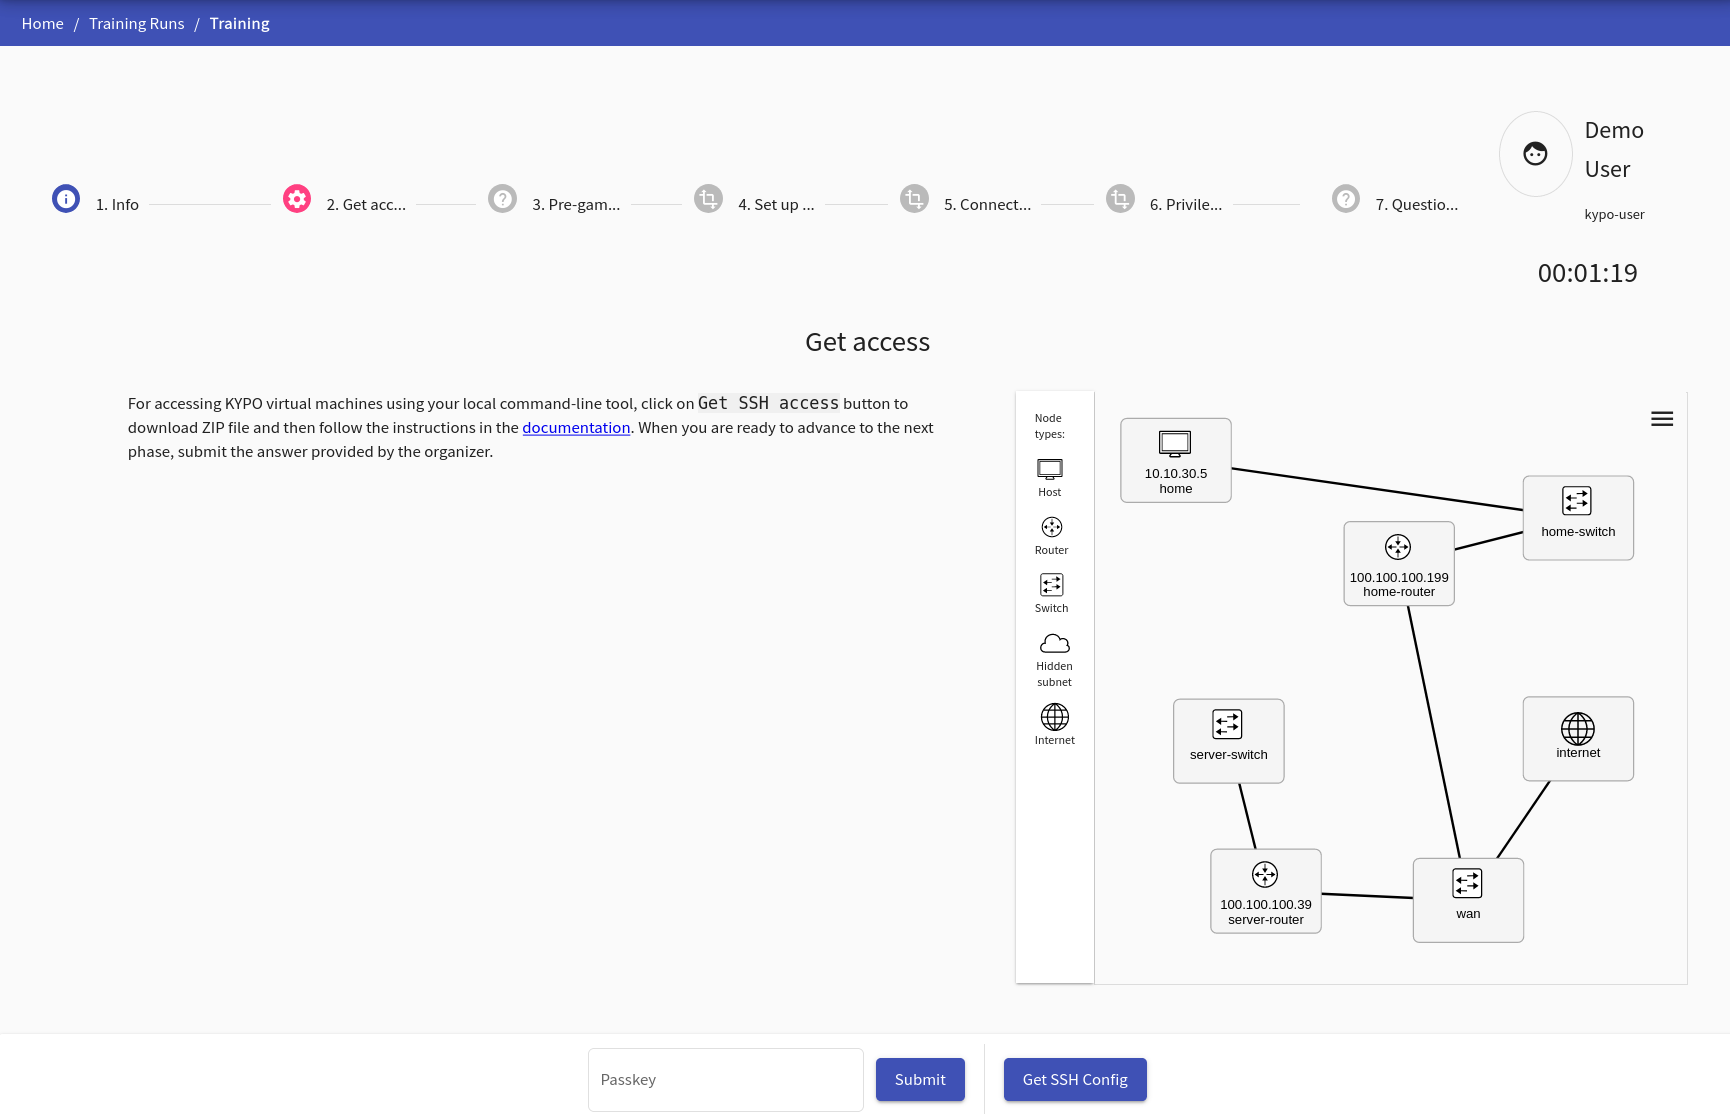 Home / Training Runs / Training
Demo
User
kypo-user
1. Info
2. Get acc...
3. Pre-gam...
4. Set up ...
5. Connect...
6. Privile...
7. Questio...
00:01:19
Get access
For accessing KYPO virtual machines using your local command-line tool, click on Get SSH access button to
download ZIP file and then follow the instructions in the documentation. When you are ready to advance to the next
phase, submit the answer provided by the organizer.
Node
types:
Host
Router
Switch
Hidden
subnet
Internet
10.10.30.5
home
home-switch
100.100.100.199
home-router
server-switch
internet
100.100.100.39
server-router
wan
Passkey
Submit
Get SSH Config